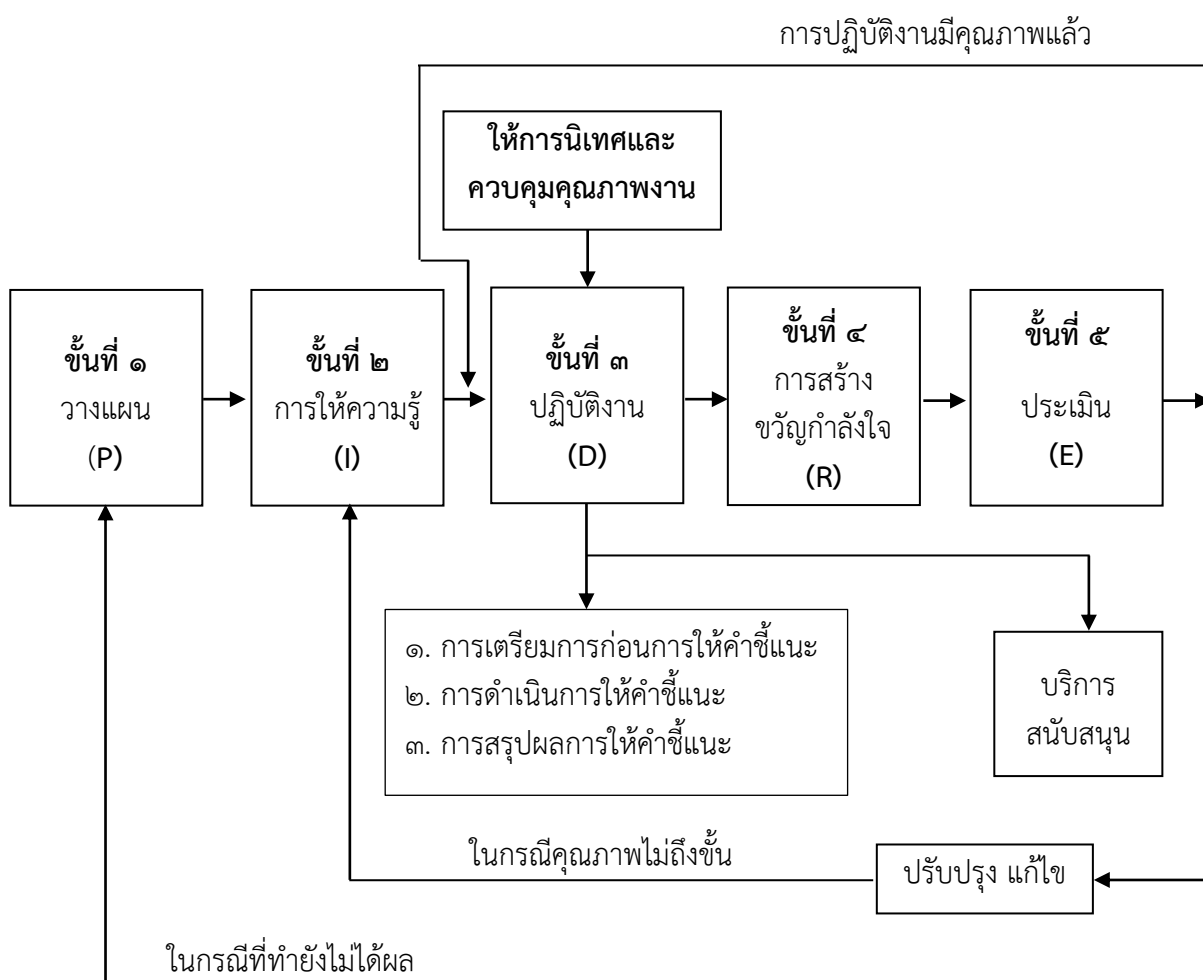 การปฏิบัติงานมีคุณภาพแล้ว
ให้การนิเทศและ
ควบคุมคุณภาพงาน
ขั้นที่ ๑
วางแผน
(P)
ขั้นที่ ๒
การให้ความรู้
(I)
ขั้นที่ ๓
ปฏิบัติงาน
(D)
ขั้นที่ ๔
การสร้าง
ขวัญกำลังใจ
(R)
ขั้นที่ ๕
ประเมิน
(E)
๑. การเตรียมการก่อนการให้คำชี้แนะ
๒. การดำเนินการให้คำชี้แนะ
๓. การสรุปผลการให้คำชี้แนะ
บริการ
สนับสนุน
ในกรณีคุณภาพไม่ถึงขั้น
ปรับปรุง แก้ไข
ในกรณีที่ทำยังไม่ได้ผล